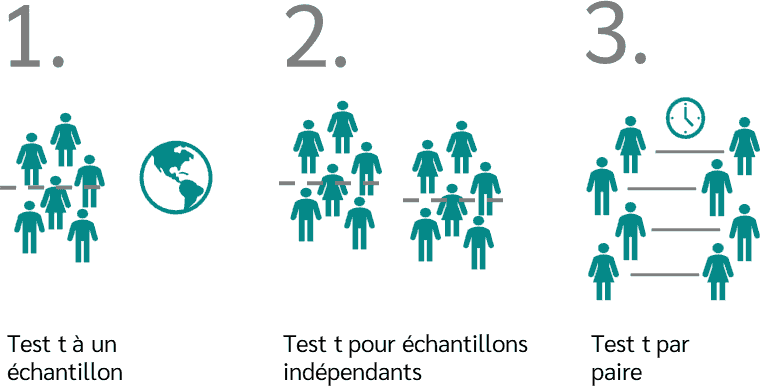 1.
2.
3.
Test t à un
échantillon
Test t pour échantillons
indépendants
Test t par
paire